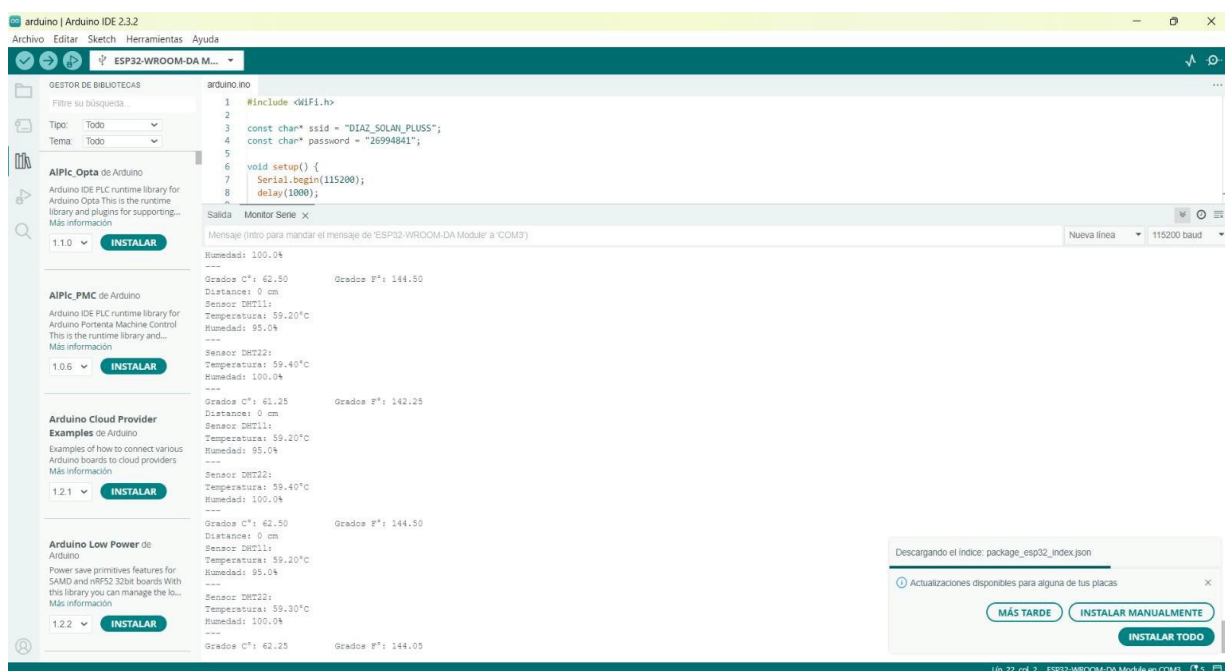 arduino | Arduino IDE 2.3.2
Archivo Editar Sketch Herramientas Ayuda
ESP32-WROOM-DA M...
GESTOR DE BIBLIOTECAS
Filtre su búsqueda...
Tipo: Todo
Tema: Todo
AlPlc_Opta de Arduino
Arduino IDE PLC runtime library for
Arduino Opta This is the runtime
library and plugins for supporting...
Más información
1.1.0 INSTALAR
AlPlc_PMC de Arduino
Arduino IDE PLC runtime library for
Arduino Portenta Machine Control
This is the runtime library and...
Más información
1.0.6 INSTALAR
Arduino Cloud Provider
Examples de Arduino
Examples of how to connect various
Arduino boards to cloud providers
Más información
1.2.1 INSTALAR
Arduino Low Power de
Arduino
Power save primitives features for
SAMD and nRF52 32bit boards With
this library you can manage the lo...
Más información
1.2.2 INSTALAR
arduino.ino
1 #include <WiFi.h>
2
3 const char* ssid = "DIAZ_SOLAN_PLUSS";
4 const char* password = "26994841";
5
6 void setup() {
7 Serial.begin(115200);
8 delay(1000);
Salida Monitor Serie
Mensaje (Intro para mandar el mensaje de 'ESP32-WROOM-DA Module' a 'COM3')
Nueva línea 115200 baud
Humedad: 100.0%
---
Grados C°: 62.50 Grados F°: 144.50
Distance: 0 cm
Sensor DHT11:
Temperatura: 59.20°C
Humedad: 95.0%
---
Sensor DHT22:
Temperatura: 59.40°C
Humedad: 100.0%
---
Grados C°: 61.25 Grados F°: 142.25
Distance: 0 cm
Sensor DHT11:
Temperatura: 59.20°C
Humedad: 95.0%
---
Sensor DHT22:
Temperatura: 59.40°C
Humedad: 100.0%
---
Grados C°: 62.50 Grados F°: 144.50
Distance: 0 cm
Sensor DHT11:
Temperatura: 59.20°C
Humedad: 95.0%
---
Sensor DHT22:
Temperatura: 59.30°C
Humedad: 100.0%
---
Grados C°: 62.25 Grados F°: 144.05
Descargando el índice: package_esp32_index.json
Actualizaciones disponibles para alguna de tus placas
MÁS TARDE INSTALAR MANUALMENTE
INSTALAR TODO
Lín. 22, col. 2 ESP32-WROOM-DA Module en COM3 5